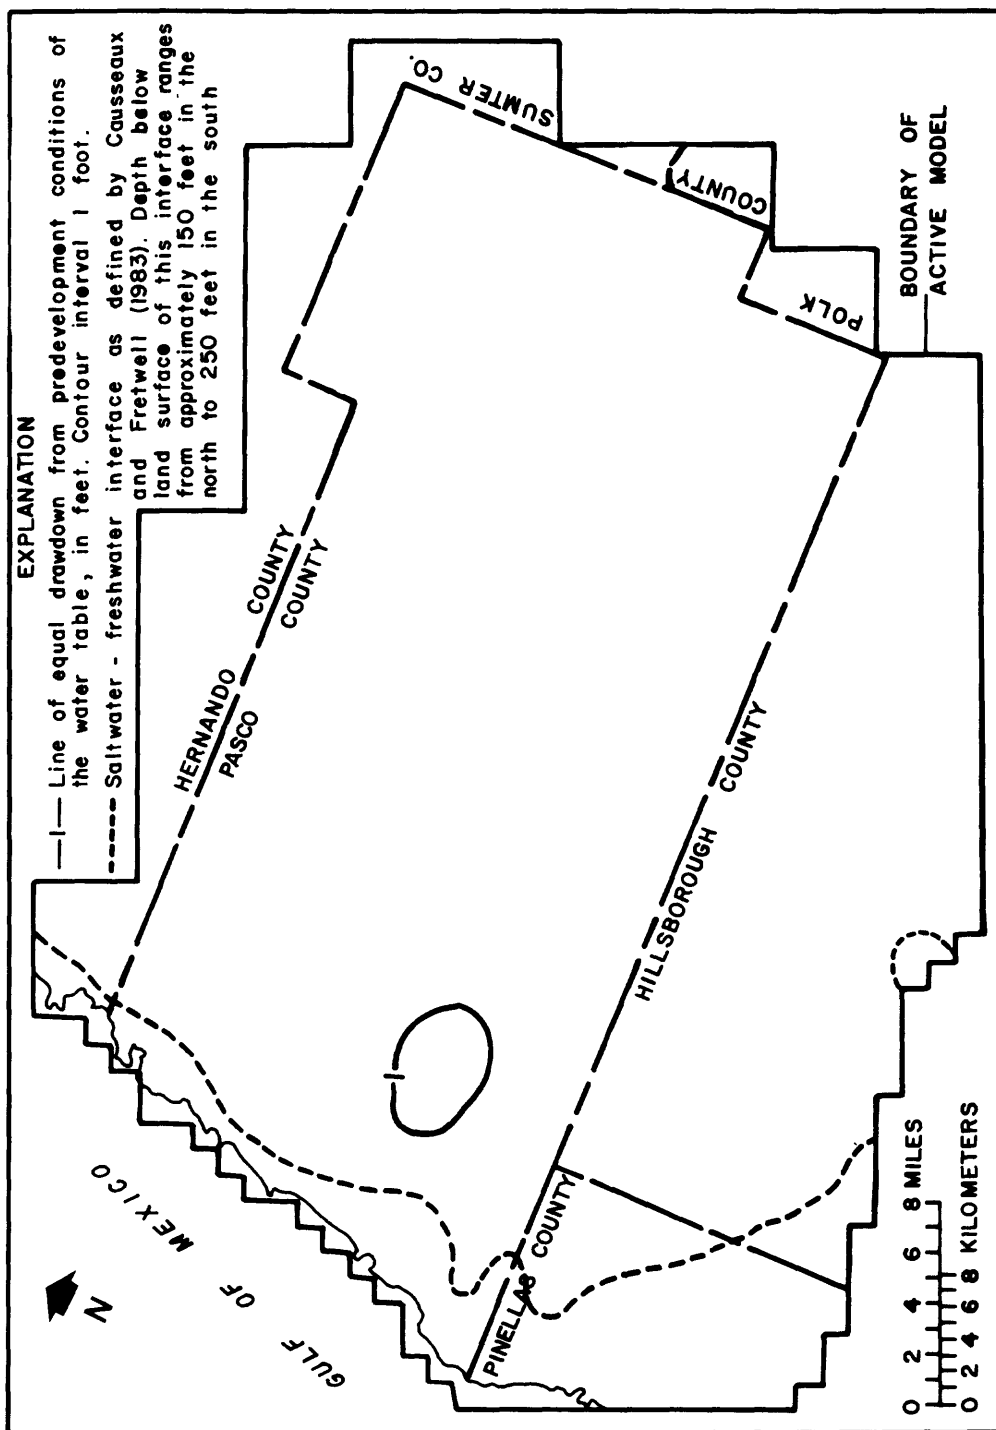 EXPLANATION
—1— Line of equal drawdown from predevelopment conditions of
the water table, in feet. Contour interval 1 foot.
----- Saltwater - freshwater interface as defined by Causseaux
and Fretwell (1983). Depth below
land surface of this interface ranges
from approximately 150 feet in the
north to 250 feet in the south
SUMTER CO.
COUNTY
POLK
BOUNDARY OF
ACTIVE MODEL
HERNANDO COUNTY
PASCO COUNTY
HILLSBOROUGH COUNTY
PINELLAS COUNTY
1
GULF OF MEXICO
N
0 2 4 6 8 MILES
0 2 4 6 8 KILOMETERS